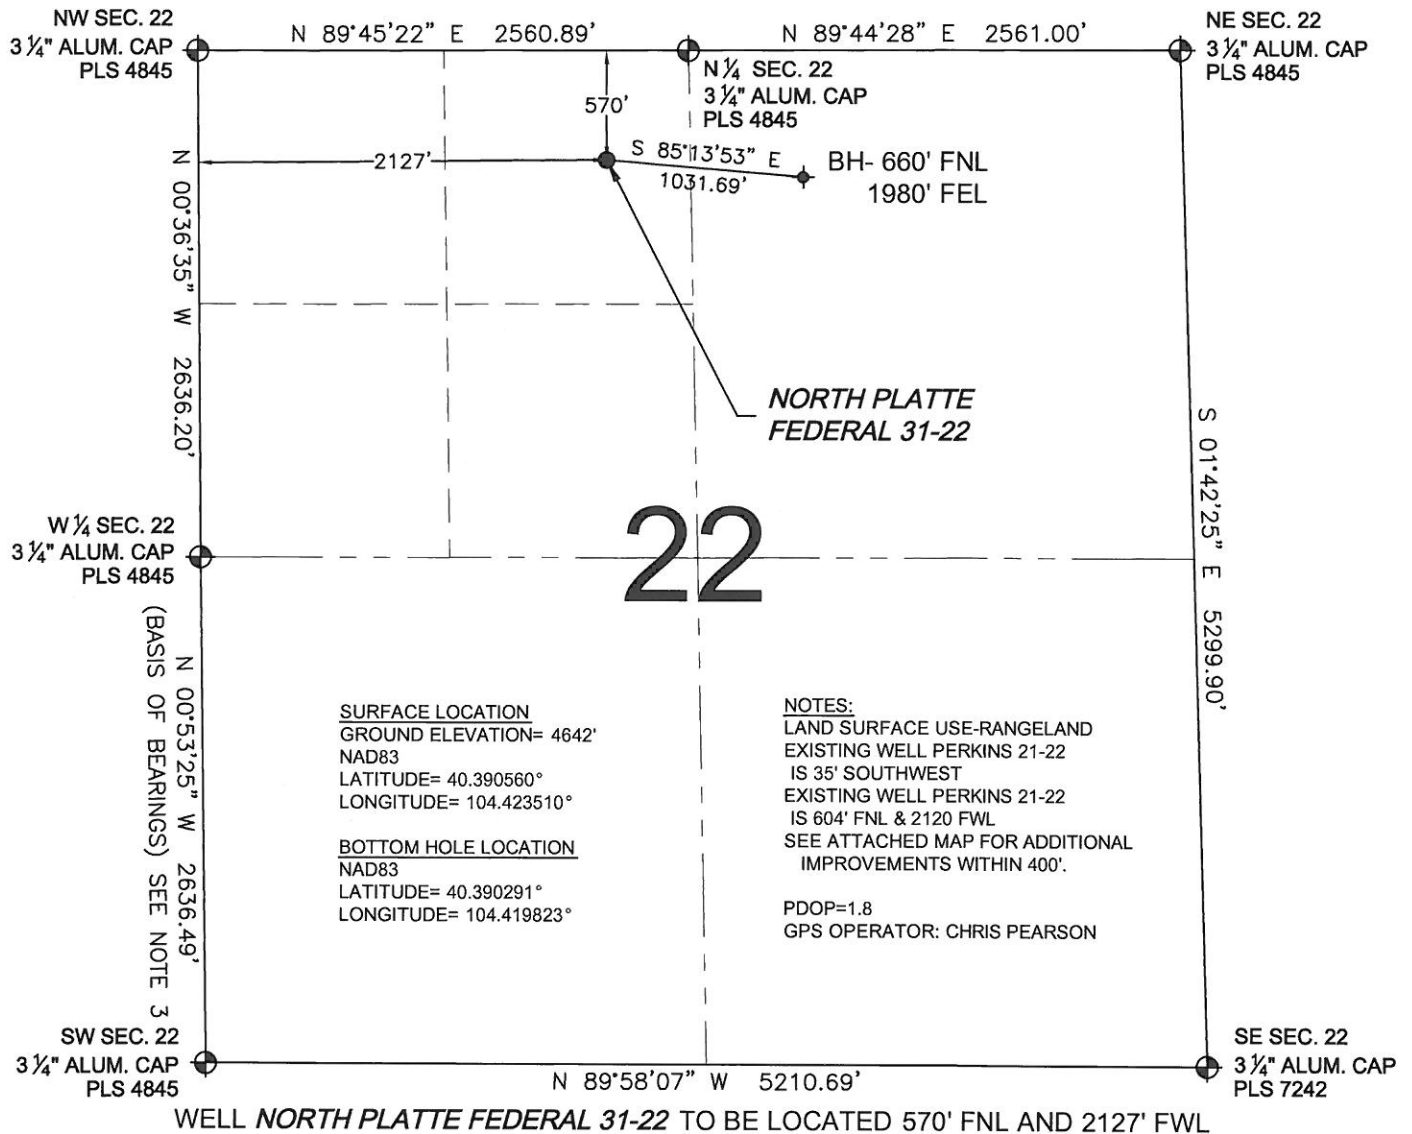 NW SEC. 22
3 ¼" ALUM. CAP
PLS 4845
N 89°45'22" E 2560.89'
N 89°44'28" E 2561.00'
NE SEC. 22
3 ¼" ALUM. CAP
PLS 4845
N ¼ SEC. 22
3 ¼" ALUM. CAP
PLS 4845
570'
2127'
S 85°13'53" E
1031.69'
BH- 660' FNL
1980' FEL
N 00°36'35" W 2636.20'
NORTH PLATTE
FEDERAL 31-22
S 01°42'25" E 5299.90'
W ¼ SEC. 22
3 ¼" ALUM. CAP
PLS 4845
22
N 00°53'25" W 2636.49'
(BASIS OF BEARINGS) SEE NOTE 3
SURFACE LOCATION
GROUND ELEVATION= 4642'
NAD83
LATITUDE= 40.390560°
LONGITUDE= 104.423510°
BOTTOM HOLE LOCATION
NAD83
LATITUDE= 40.390291°
LONGITUDE= 104.419823°
NOTES:
LAND SURFACE USE-RANGELAND
EXISTING WELL PERKINS 21-22
IS 35' SOUTHWEST
EXISTING WELL PERKINS 21-22
IS 604' FNL & 2120 FWL
SEE ATTACHED MAP FOR ADDITIONAL
IMPROVEMENTS WITHIN 400'.
PDOP=1.8
GPS OPERATOR: CHRIS PEARSON
SW SEC. 22
3 ¼" ALUM. CAP
PLS 4845
N 89°58'07" W 5210.69'
SE SEC. 22
3 ¼" ALUM. CAP
PLS 7242
WELL NORTH PLATTE FEDERAL 31-22 TO BE LOCATED 570' FNL AND 2127' FWL